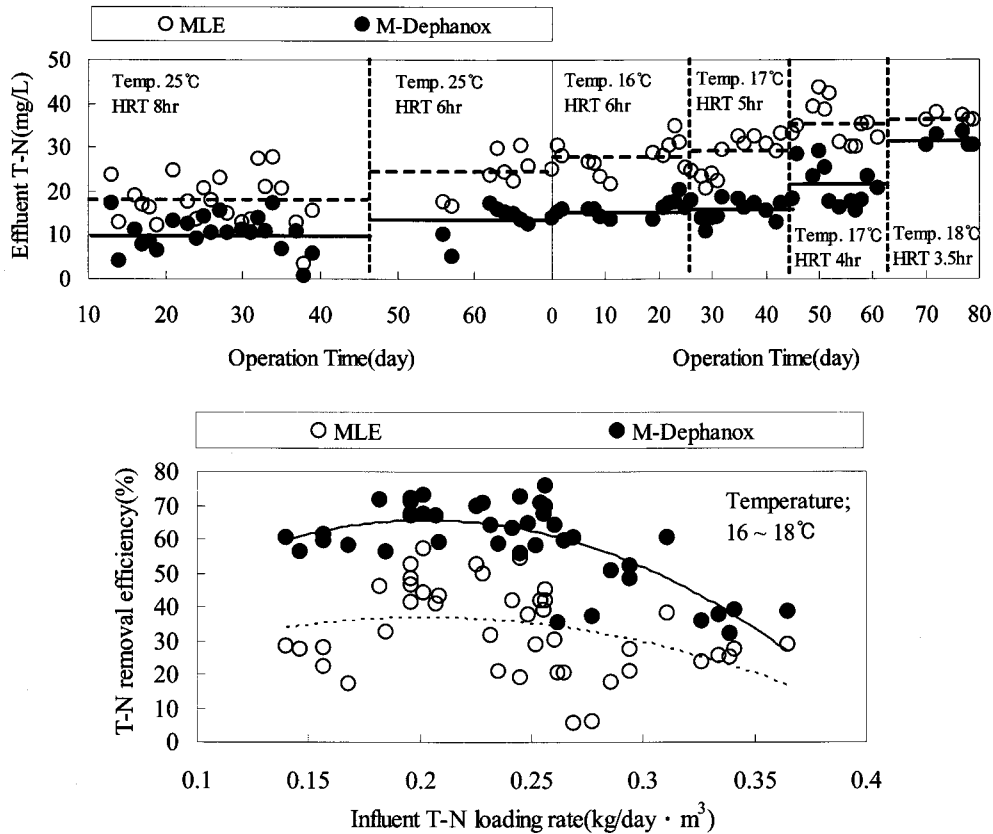 MLE M-Dephanox
Effluent T-N(mg/L)
50
40
30
20
10
0
Temp. 25℃
HRT 8hr
Temp. 25℃
HRT 6hr
Temp. 16℃
HRT 6hr
Temp. 17℃
HRT 5hr
Temp. 17℃
HRT 4hr
Temp. 18℃
HRT 3.5hr
10 20 30 40 50 60 0 10 20 30 40 50 60 70 80
Operation Time(day) Operation Time(day)
MLE M-Dephanox
T-N removal efficiency(%)
80
70
60
50
40
30
20
10
0
Temperature;
16 ~ 18℃
0.1 0.15 0.2 0.25 0.3 0.35 0.4
Influent T-N loading rate(kg/day · m³)